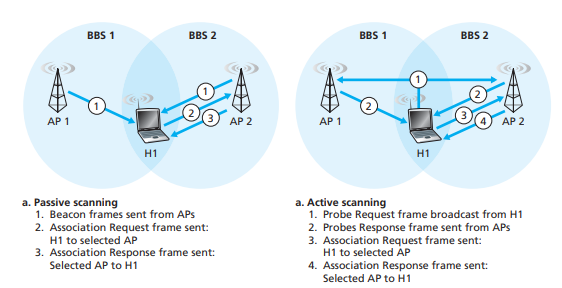 BBS 1
BBS 2
1
1
2
3
AP 1
AP 2
H1
a. Passive scanning
1. Beacon frames sent from APs
2. Association Request frame sent:
H1 to selected AP
3. Association Response frame sent:
Selected AP to H1
BBS 1
BBS 2
1
2
2
3
4
AP 1
AP 2
H1
a. Active scanning
1. Probe Request frame broadcast from H1
2. Probes Response frame sent from APs
3. Association Request frame sent:
H1 to selected AP
4. Association Response frame sent:
Selected AP to H1